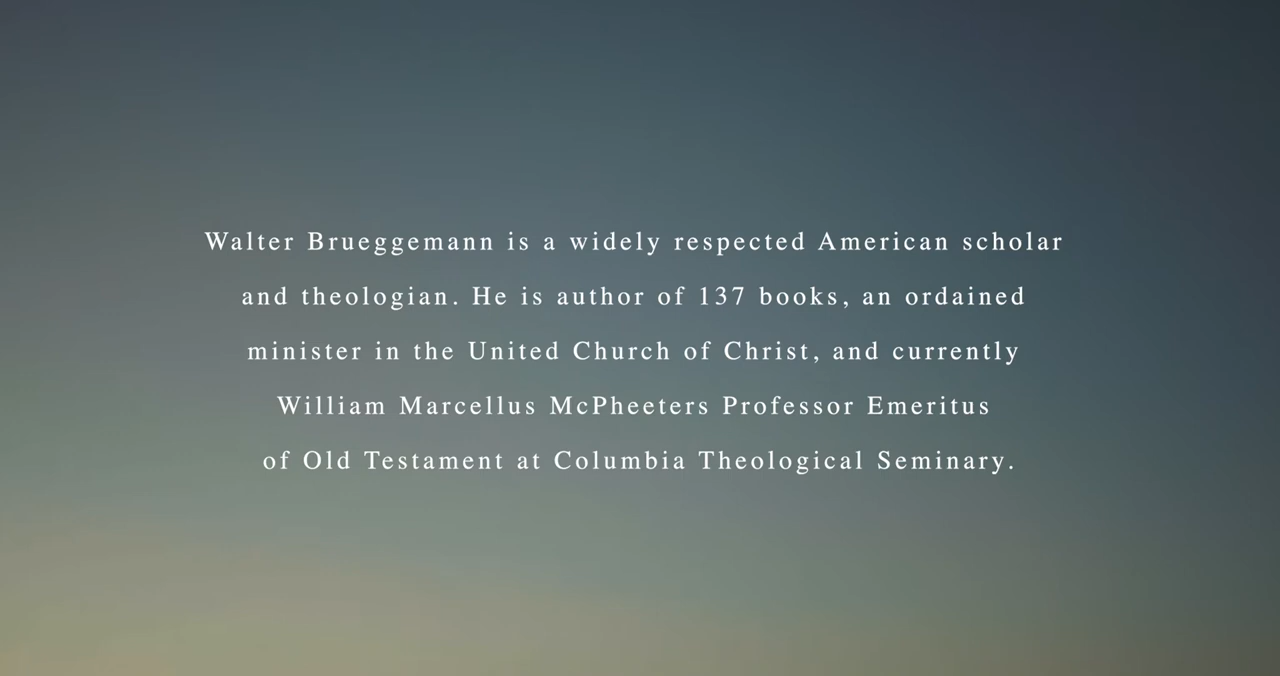 Walter Brueggemann is a widely respected American scholar
and theologian. He is author of 137 books, an ordained
minister in the United Church of Christ, and currently
William Marcellus McPheeters Professor Emeritus
of Old Testament at Columbia Theological Seminary.